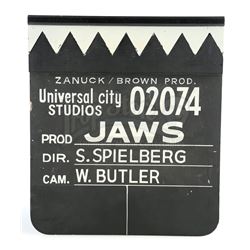 ZANUCK/BROWN PROD.
Universal city 02074
STUDIOS
PROD JAWS
DIR. S.SPIELBERG
CAM. W. BUTLER